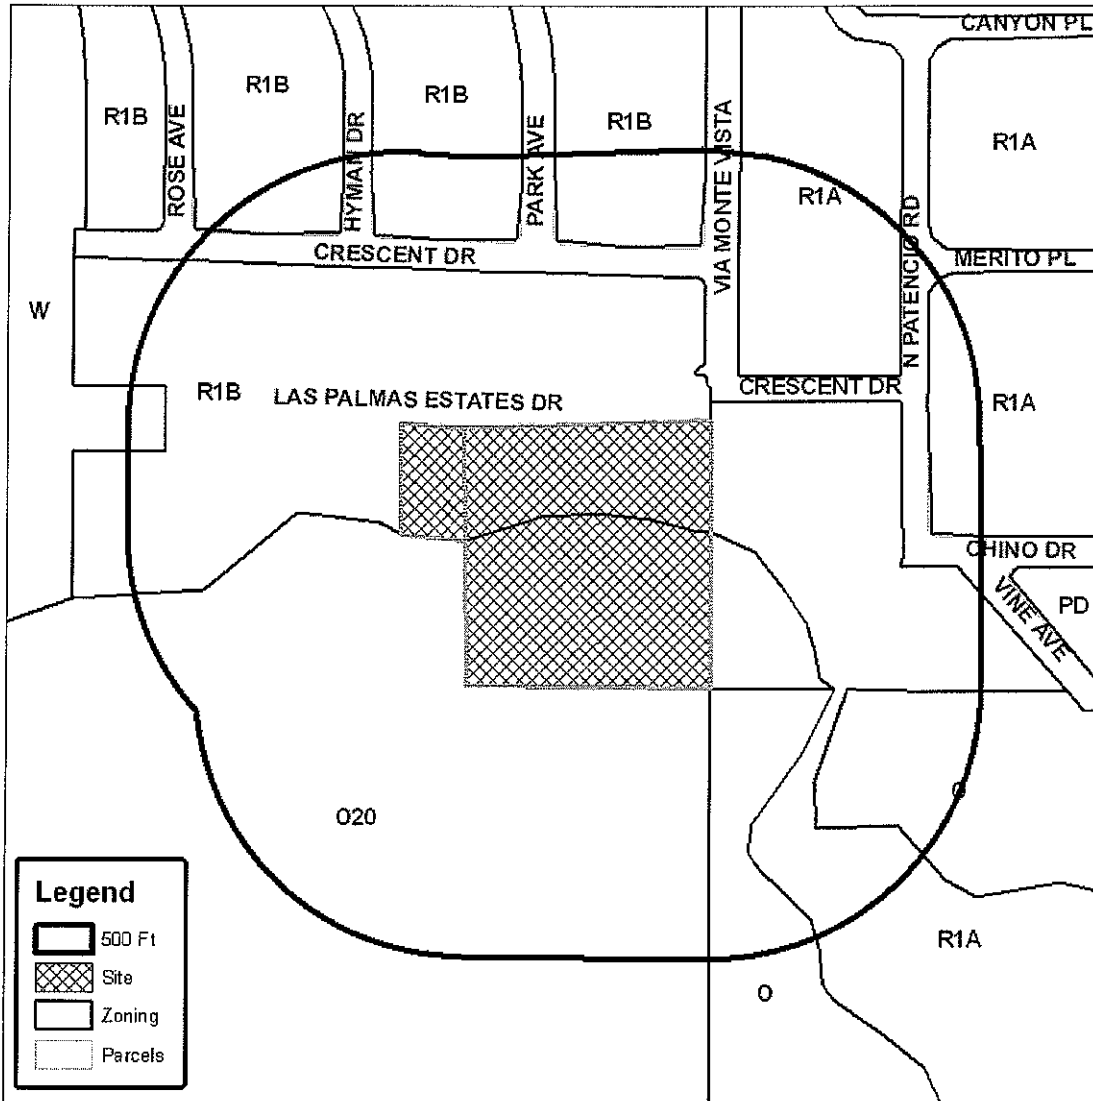 CANYON PL
R1B
R1B
R1B
R1B
R1A
ROSE AVE
HYMAN DR
PARK AVE
VIA MONTE VISTA
R1A
N PATENCIO RD
CRESCENT DR
MERITO PL
W
R1B
LAS PALMAS ESTATES DR
CRESCENT DR
R1A
CHINO DR
VINE AVE
PD
O
O20
R1A
O
Legend
500 Ft
Site
Zoning
Parcels